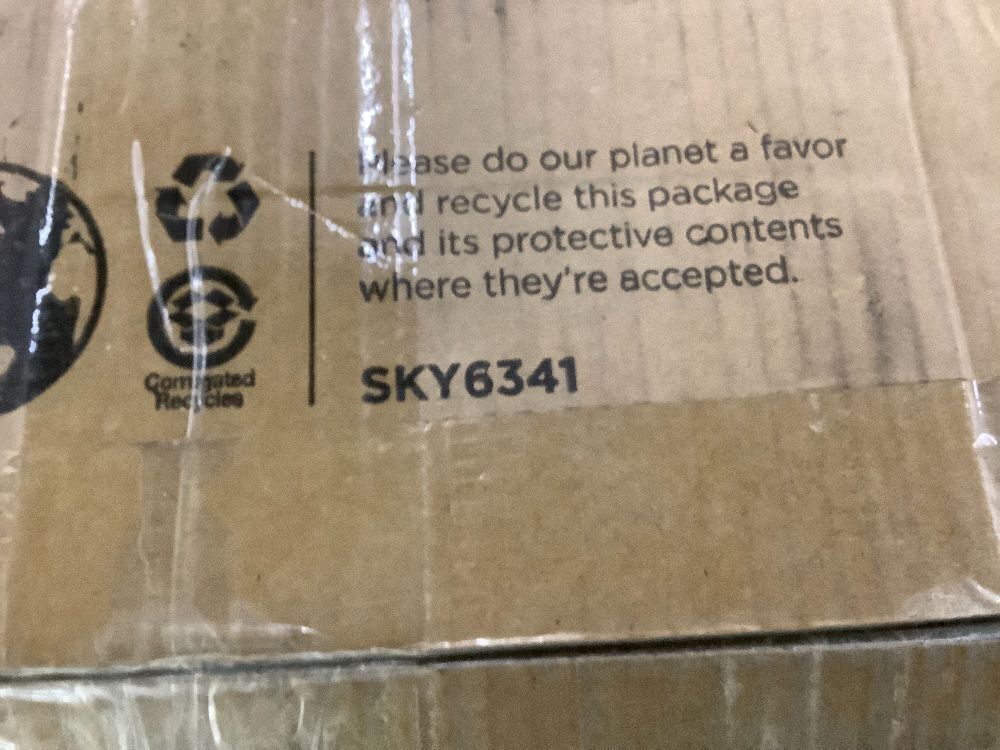 Please do our planet a favor
and recycle this package
and its protective contents
where they're accepted.
SKY6341
Corrugated
Recycles